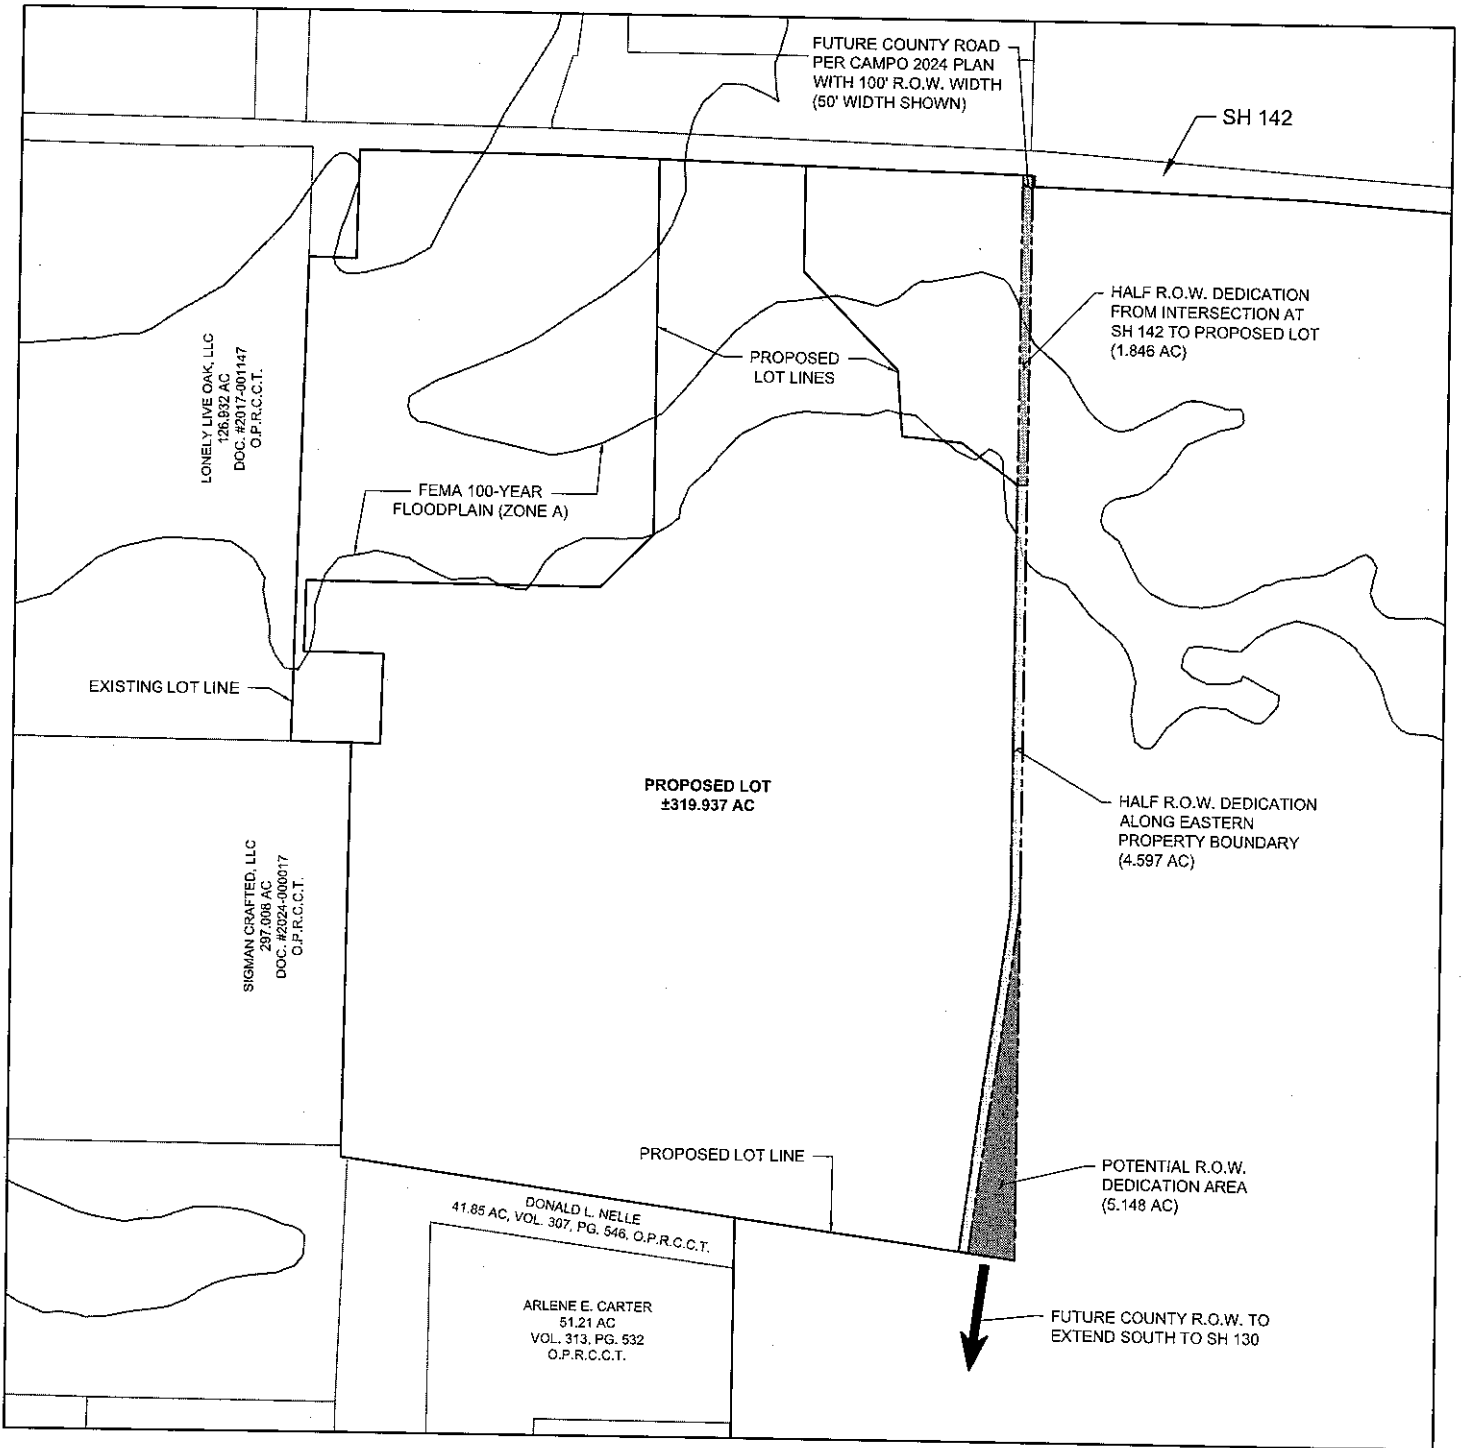 FUTURE COUNTY ROAD
PER CAMPO 2024 PLAN
WITH 100' R.O.W. WIDTH
(50' WIDTH SHOWN)
SH 142
HALF R.O.W. DEDICATION
FROM INTERSECTION AT
SH 142 TO PROPOSED LOT
(1.846 AC)
PROPOSED
LOT LINES
LONELY LIVE OAK, LLC
126.932 AC
DOC. #2017-001147
O.P.R.C.C.T.
FEMA 100-YEAR
FLOODPLAIN (ZONE A)
EXISTING LOT LINE
PROPOSED LOT
±319.937 AC
HALF R.O.W. DEDICATION
ALONG EASTERN
PROPERTY BOUNDARY
(4.597 AC)
SIGMAN CRAFTED, LLC
297.008 AC
DOC. #2024-000017
O.P.R.C.C.T.
PROPOSED LOT LINE
POTENTIAL R.O.W.
DEDICATION AREA
(5.148 AC)
DONALD L. NELLE
41.85 AC, VOL. 307, PG. 546, O.P.R.C.C.T.
ARLENE E. CARTER
51.21 AC
VOL. 313, PG. 532
O.P.R.C.C.T.
FUTURE COUNTY R.O.W. TO
EXTEND SOUTH TO SH 130